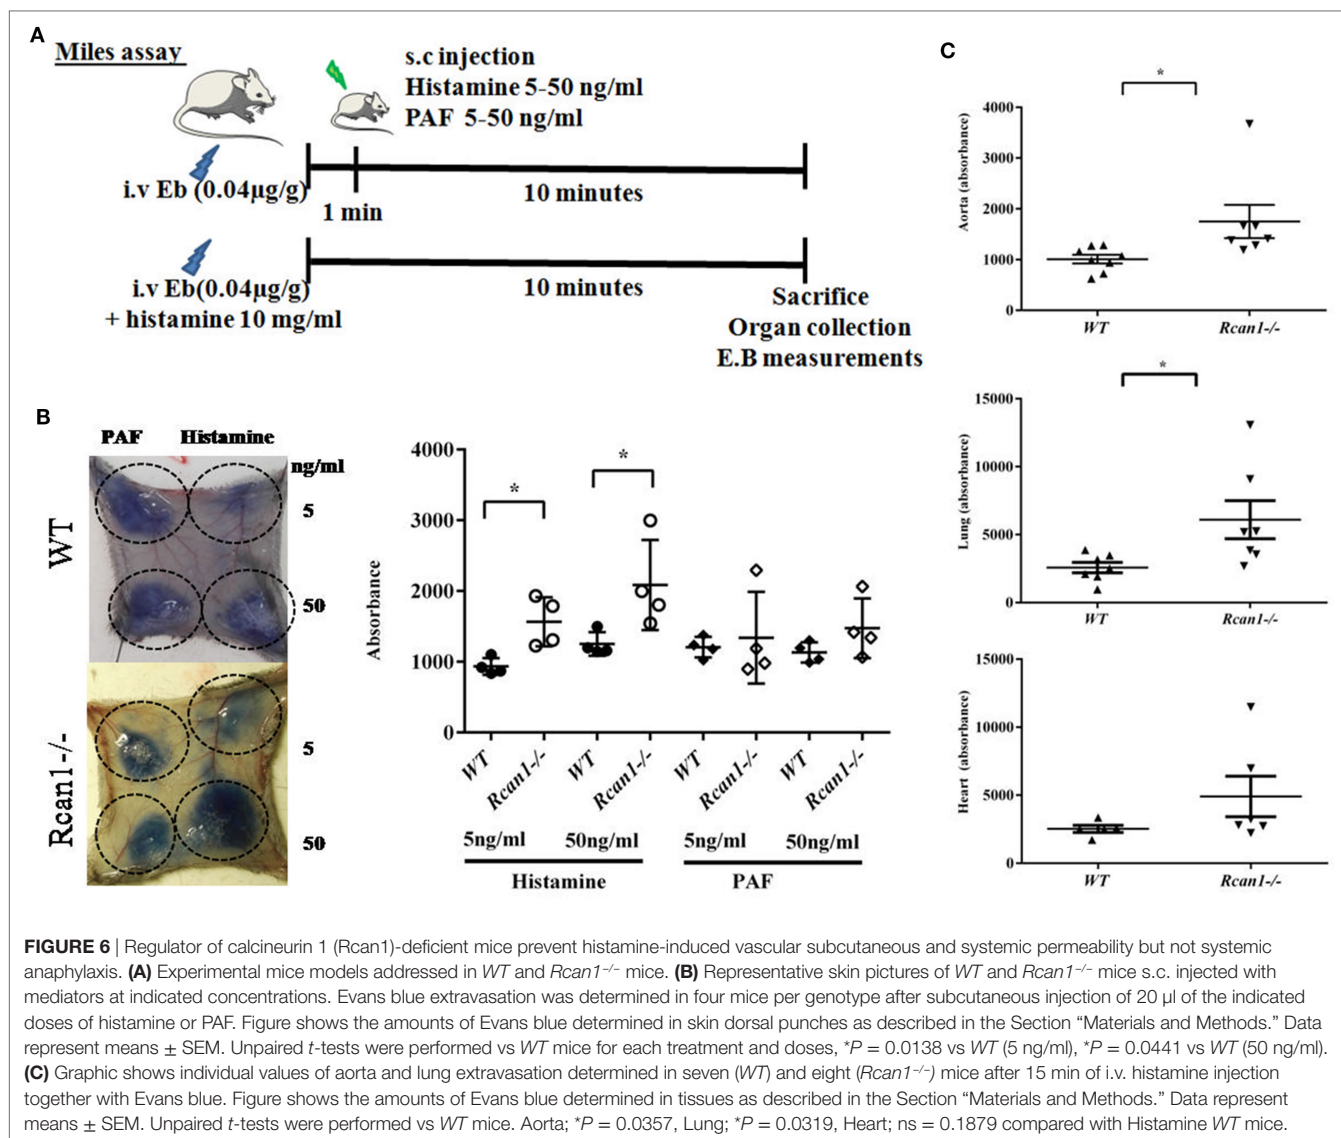 A
Miles assay
s.c injection
Histamine 5-50 ng/ml
PAF 5-50 ng/ml
i.v Eb (0.04µg/g)
1 min
10 minutes
i.v Eb(0.04µg/g)
+ histamine 10 mg/ml
10 minutes
Sacrifice
Organ collection
E.B measurements
B
PAF Histamine
ng/ml
WT
5
50
Rcan1-/-
5
50
Absorbance
4000
3000
2000
1000
0
*
*
WT
Rcan1-/-
WT
Rcan1-/-
WT
Rcan1-/-
WT
Rcan1-/-
5ng/ml
50ng/ml
5ng/ml
50ng/ml
Histamine
PAF
C
*
Aorta (absorbance)
4000
3000
2000
1000
0
WT
Rcan1-/-
*
Lung (absorbance)
15000
10000
5000
0
WT
Rcan1-/-
Heart (absorbance)
15000
10000
5000
0
WT
Rcan1-/-
FIGURE 6 | Regulator of calcineurin 1 (Rcan1)-deficient mice prevent histamine-induced vascular subcutaneous and systemic permeability but not systemic
anaphylaxis. (A) Experimental mice models addressed in WT and Rcan1−/− mice. (B) Representative skin pictures of WT and Rcan1−/− mice s.c. injected with
mediators at indicated concentrations. Evans blue extravasation was determined in four mice per genotype after subcutaneous injection of 20 µl of the indicated
doses of histamine or PAF. Figure shows the amounts of Evans blue determined in skin dorsal punches as described in the Section “Materials and Methods.” Data
represent means ± SEM. Unpaired t-tests were performed vs WT mice for each treatment and doses, *P = 0.0138 vs WT (5 ng/ml), *P = 0.0441 vs WT (50 ng/ml).
(C) Graphic shows individual values of aorta and lung extravasation determined in seven (WT) and eight (Rcan1−/−) mice after 15 min of i.v. histamine injection
together with Evans blue. Figure shows the amounts of Evans blue determined in tissues as described in the Section “Materials and Methods.” Data represent
means ± SEM. Unpaired t-tests were performed vs WT mice. Aorta; *P = 0.0357, Lung; *P = 0.0319, Heart; ns = 0.1879 compared with Histamine WT mice.